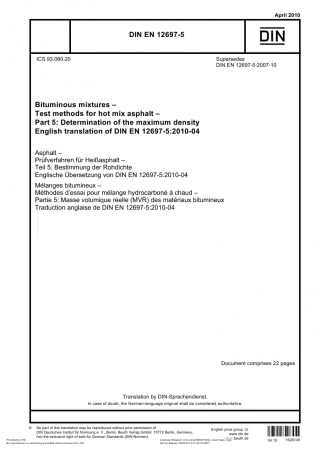 April 2010
DIN EN 12697-5
DIN
ICS 93.080.20
Supersedes
DIN EN 12697-5:2007-10
Bituminous mixtures –
Test methods for hot mix asphalt –
Part 5: Determination of the maximum density
English translation of DIN EN 12697-5:2010-04
Asphalt –
Prüfverfahren für Heißasphalt –
Teil 5: Bestimmung der Rohdichte
Englische Übersetzung von DIN EN 12697-5:2010-04
Mélanges bitumineux –
Méthodes d'essai pour mélange hydrocarboné à chaud –
Partie 5: Masse volumique réelle (MVR) des matériaux bitumineux
Traduction anglaise de DIN EN 12697-5:2010-04
Document comprises 22 pages
Translation by DIN-Sprachendienst.
In case of doubt, the German-language original shall be considered authoritative.
© No part of this translation may be reproduced without prior permission of
DIN Deutsches Institut für Normung e. V., Berlin. Beuth Verlag GmbH, 10772 Berlin, Germany,
has the exclusive right of sale for German Standards (DIN-Normen).
English price group 12
www.din.de
www.beuth.de
04.10